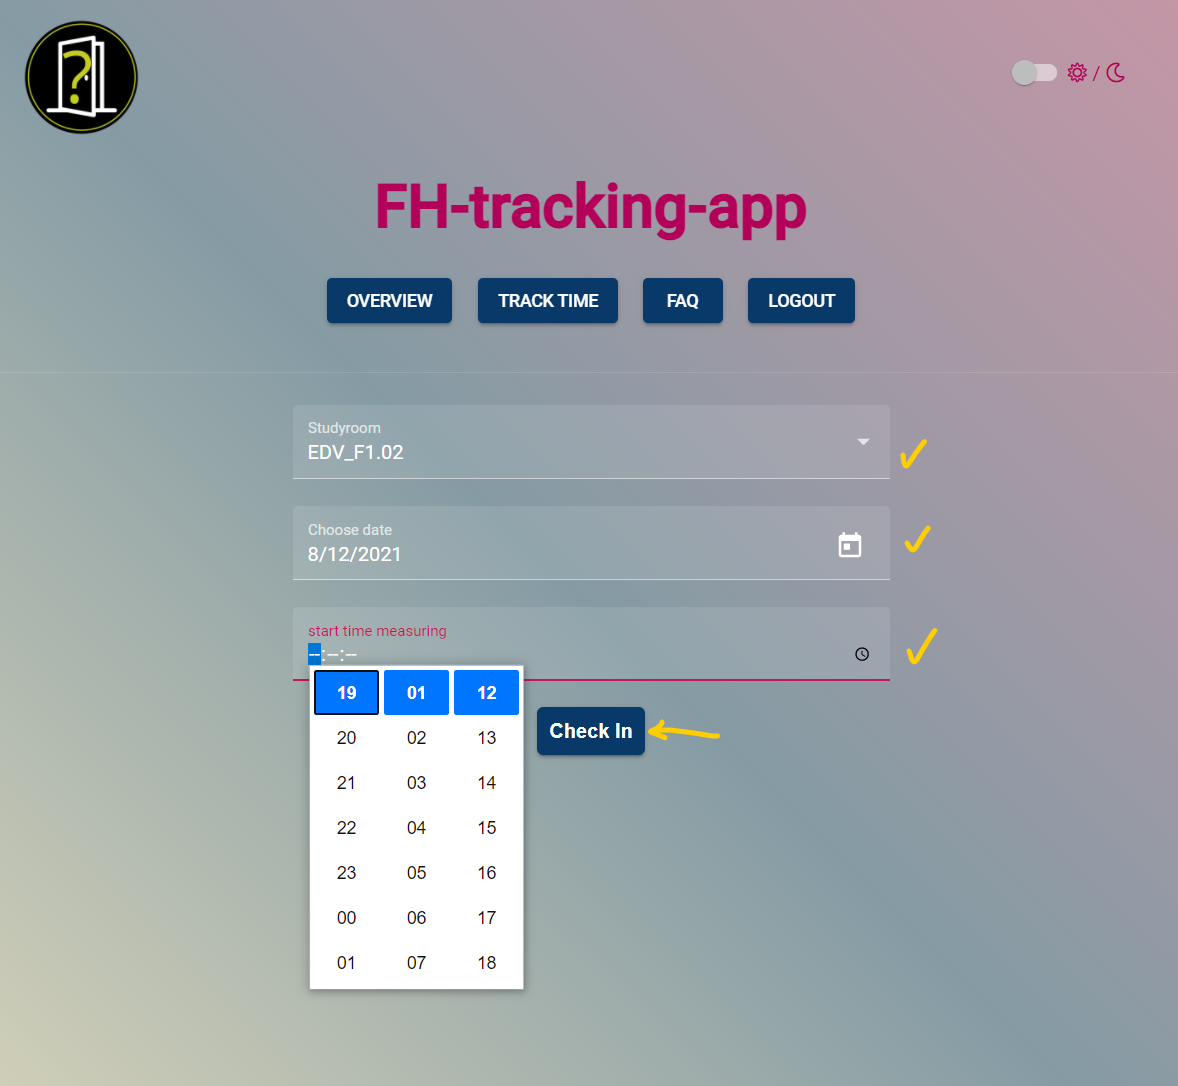 ?
/
FH-tracking-app
OVERVIEW TRACK TIME FAQ LOGOUT
Studyroom
EDV_F1.02
Choose date
8/12/2021
start time measuring
--:--:--
19 01 12
Check In
20 02 13
21 03 14
22 04 15
23 05 16
00 06 17
01 07 18